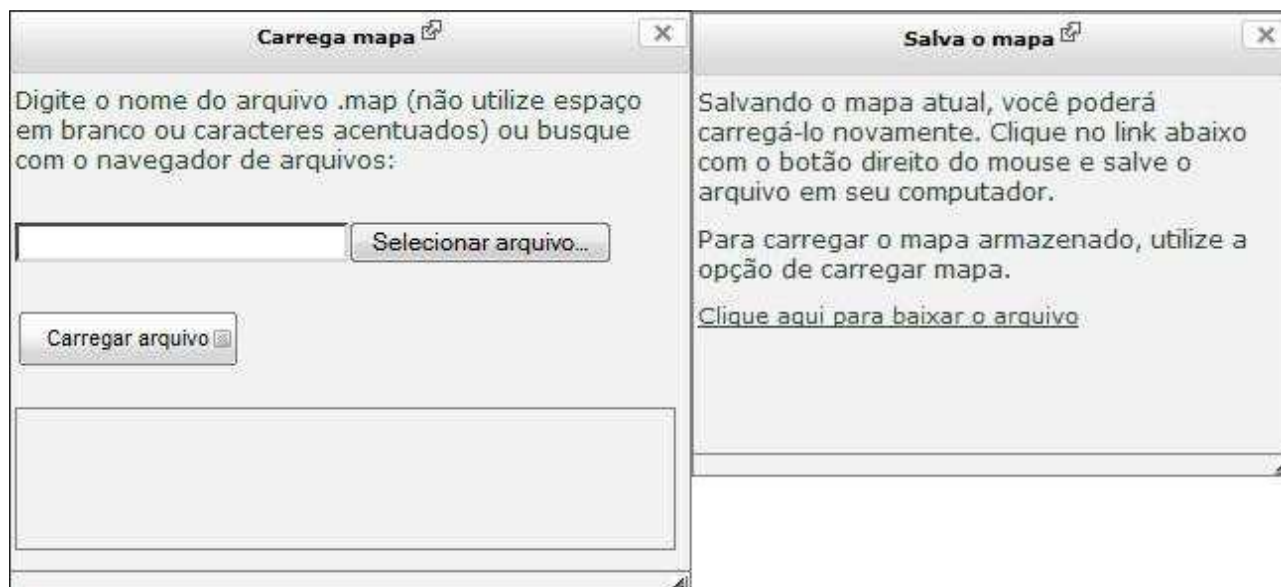 Carrega mapa
Digite o nome do arquivo .map (não utilize espaço
em branco ou caracteres acentuados) ou busque
com o navegador de arquivos:
Selecionar arquivo...
Carregar arquivo
Salva o mapa
Salvando o mapa atual, você poderá
carregá-lo novamente. Clique no link abaixo
com o botão direito do mouse e salve o
arquivo em seu computador.
Para carregar o mapa armazenado, utilize a
opção de carregar mapa.
Clique aqui para baixar o arquivo